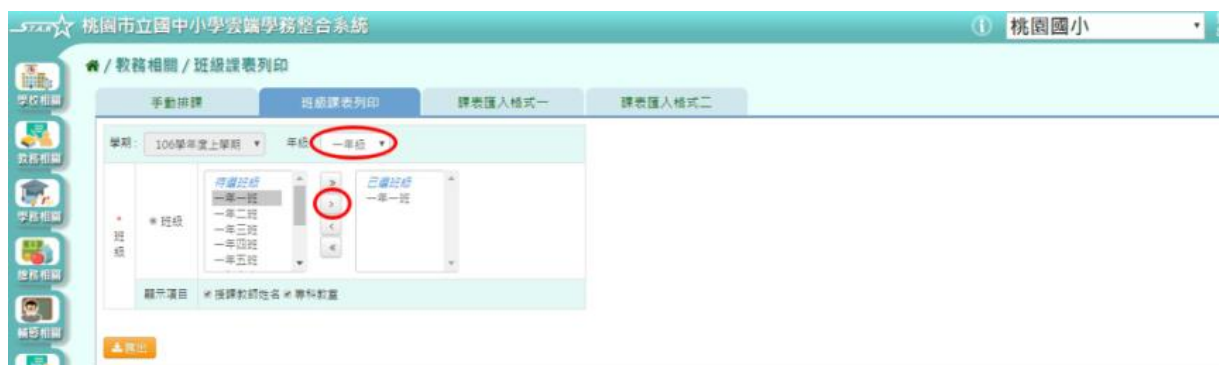 STAR 桃園市立國中小學雲端學務整合系統
桃園國小
/ 教務相關 / 班級課表列印
手動排課 班級課表列印 課表匯入格式一 課表匯入格式二
學校相關
教務相關
學務相關
總務相關
輔導相關
學期: 106學年度上學期 年級 一年級
* 班級
班級
待選班級
一年一班
一年二班
一年三班
一年四班
一年五班
»
›
‹
«
已選班級
一年一班
顯示項目 授課教師姓名 專科教室
匯出